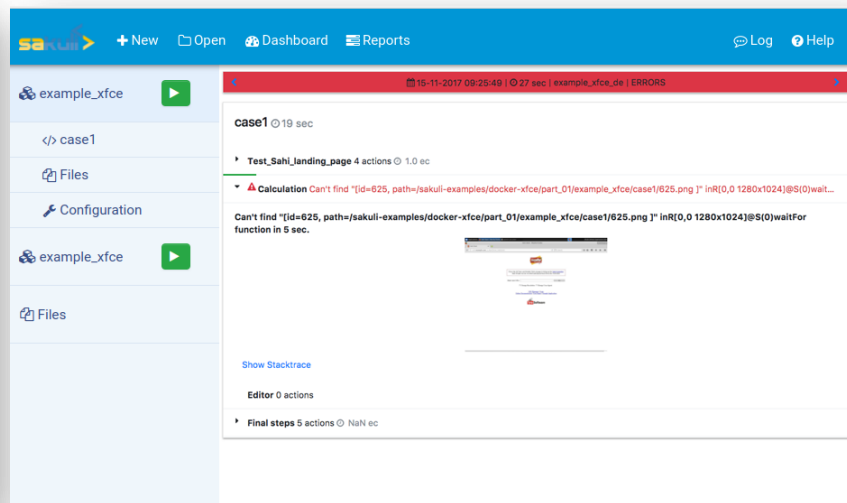 sakuli
New
Open
Dashboard
Reports
Log
Help
example_xfce
</> case1
Files
Configuration
example_xfce
Files
15-11-2017 09:25:49 | 27 sec | example_xfce_de | ERRORS
case1 19 sec
Test_Sahi_landing_page 4 actions 1.0 ec
Calculation Can't find "[id=625, path=/sakuli-examples/docker-xfce/part_01/example_xfce/case1/625.png ]" inR[0,0 1280x1024]@S(0)wait...
Can't find "[id=625, path=/sakuli-examples/docker-xfce/part_01/example_xfce/case1/625.png ]" inR[0,0 1280x1024]@S(0)waitFor
function in 5 sec.
Show Stacktrace
Editor 0 actions
Final steps 5 actions NaN ec